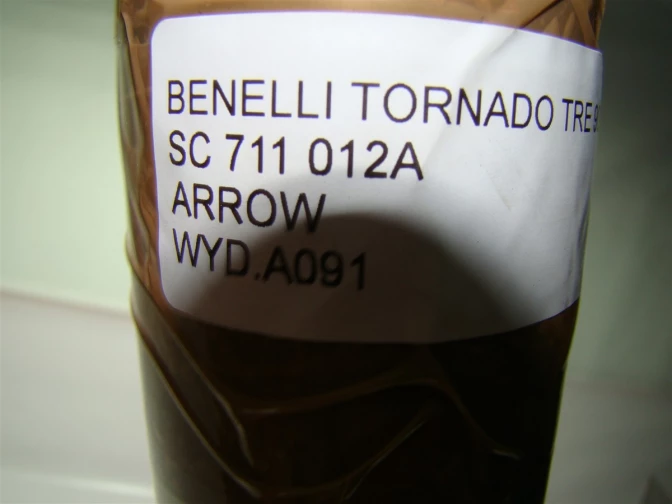 BENELLI TORNADO TRE
SC 711 012A
ARROW
WYD.A091